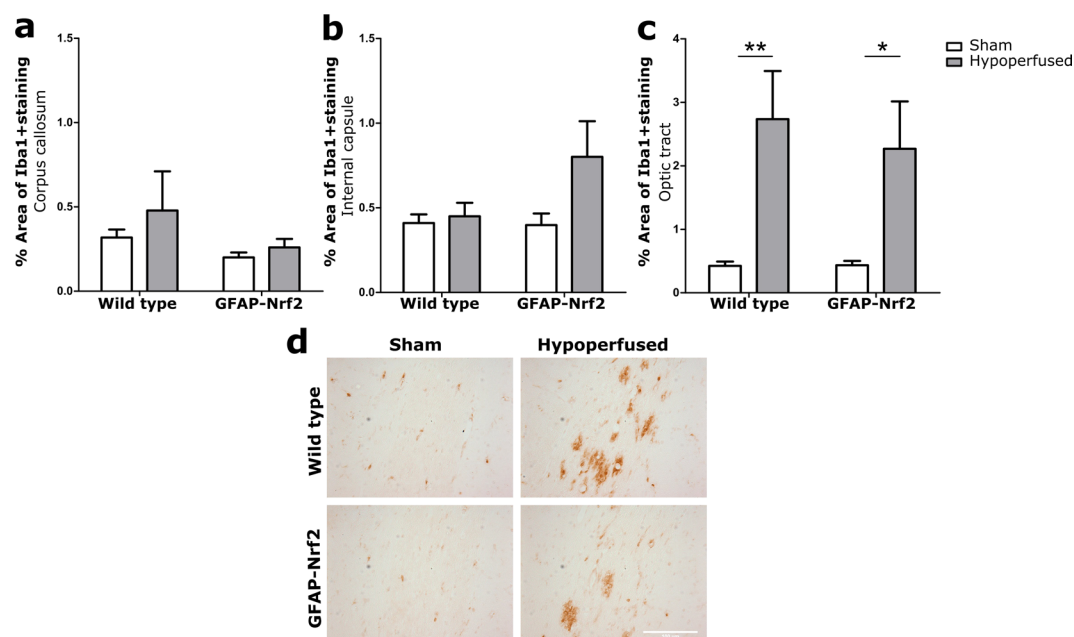 a
% Area of Iba1+staining
Corpus callosum
1.5
1.0
0.5
0.0
Wild type
GFAP-Nrf2
b
% Area of Iba1+staining
Internal capsule
1.5
1.0
0.5
0.0
Wild type
GFAP-Nrf2
c
% Area of Iba1+staining
Optic tract
4
3
2
1
0
**
*
Wild type
GFAP-Nrf2
Sham
Hypoperfused
d
Sham
Hypoperfused
Wild type
GFAP-Nrf2